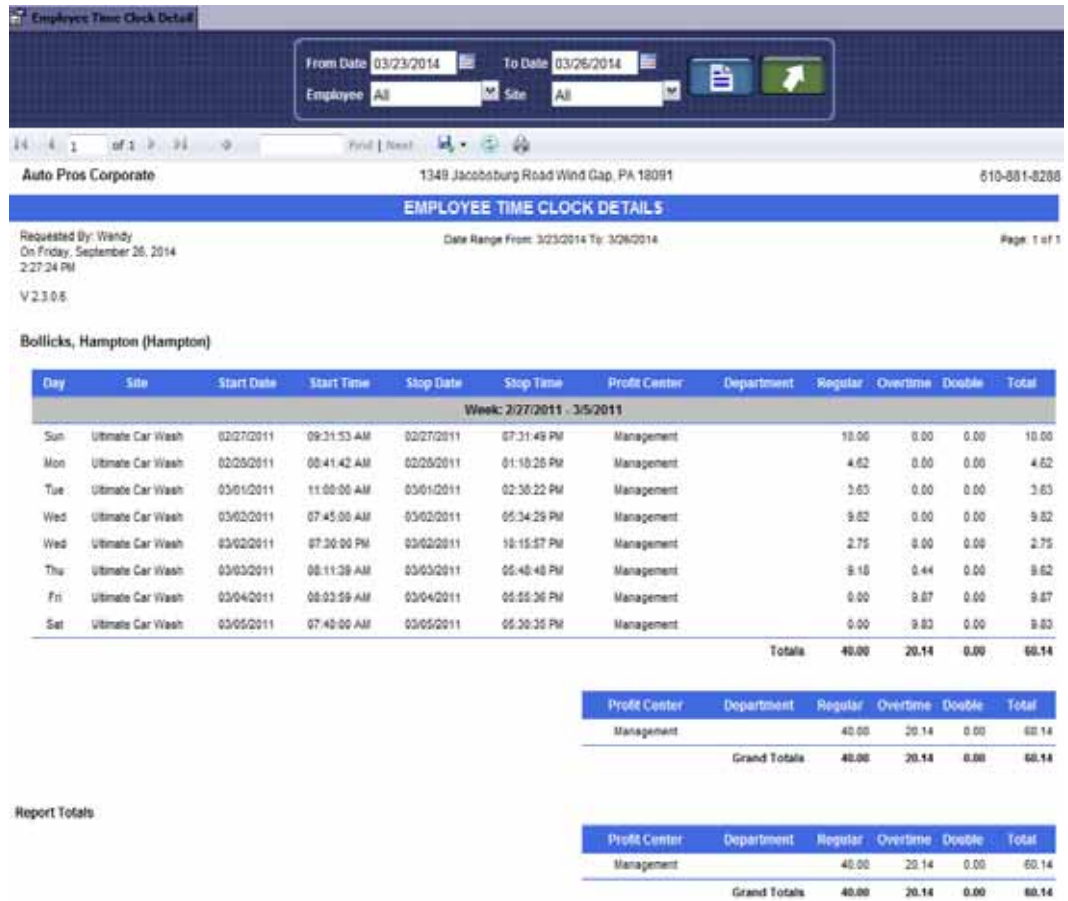 Employee Time Clock Detail
From Date 03/23/2014 To Date 03/26/2014
Employee All Site All
1 of 1 Find | Next
Auto Pros Corporate 1349 Jacobsburg Road Wind Gap, PA 18091 610-881-8288
EMPLOYEE TIME CLOCK DETAILS
Requested By: Wendy Date Range From: 3/23/2014 To: 3/26/2014 Page: 1 of 1
On Friday, September 26, 2014
2:27:24 PM
V 2.3.0.6
Bollicks, Hampton (Hampton)
Day Site Start Date Start Time Stop Date Stop Time Profit Center Department Regular Overtime Double Total
Week: 2/27/2011 - 3/5/2011
Sun Ultimate Car Wash 02/27/2011 09:31:53 AM 02/27/2011 07:31:49 PM Management 10.00 0.00 0.00 10.00
Mon Ultimate Car Wash 02/28/2011 08:41:42 AM 02/28/2011 Management 4.62 0.00 0.00 4.62
Tue Ultimate Car Wash 03/01/2011 11:00:00 AM 03/01/2011 02:38:22 PM Management 3.63 0.00 0.00 3.63
Wed Ultimate Car Wash 03/02/2011 07:45:00 AM 03/02/2011 05:34:29 PM Management 9.82 0.00 0.00 9.82
Wed Ultimate Car Wash 03/02/2011 07:30:00 PM 03/02/2011 10:15:57 PM Management 2.75 0.00 0.00 2.75
Thu Ultimate Car Wash 03/03/2011 08:11:39 AM 03/03/2011 05:48:48 PM Management 9.18 0.44 0.00 9.62
Fri Ultimate Car Wash 03/04/2011 08:03:59 AM 03/04/2011 05:55:36 PM Management 0.00 9.87 0.00 9.87
Sat Ultimate Car Wash 03/05/2011 07:40:00 AM 03/05/2011 05:30:35 PM Management 0.00 9.83 0.00 9.83
Totals 40.00 20.14 0.00 60.14
Profit Center Department Regular Overtime Double Total
Management 40.00 20.14 0.00 60.14
Grand Totals 40.00 20.14 0.00 60.14
Report Totals
Profit Center Department Regular Overtime Double Total
Management 40.00 20.14 0.00 60.14
Grand Totals 40.00 20.14 0.00 60.14